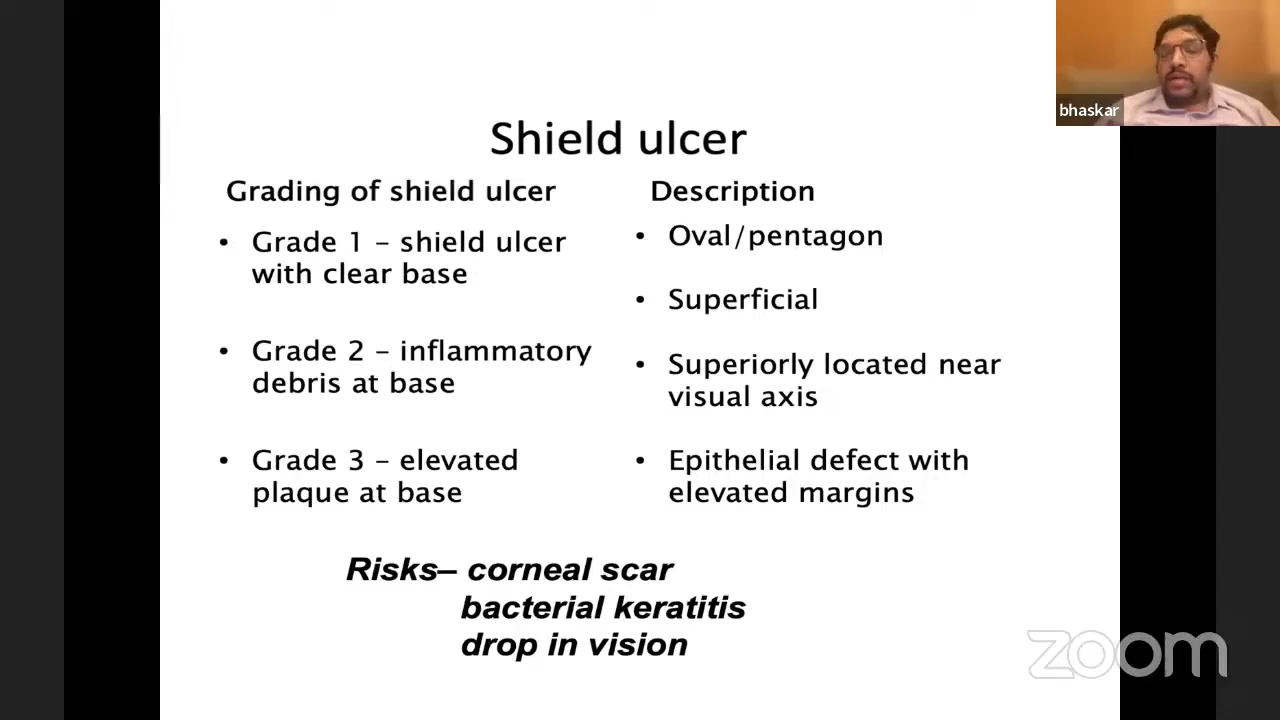 bhaskar
Shield ulcer
Grading of shield ulcer
• Grade 1 – shield ulcer
with clear base
• Grade 2 – inflammatory
debris at base
• Grade 3 – elevated
plaque at base
Description
• Oval/pentagon
• Superficial
• Superiorly located near
visual axis
• Epithelial defect with
elevated margins
Risks– corneal scar
bacterial keratitis
drop in vision
zoom